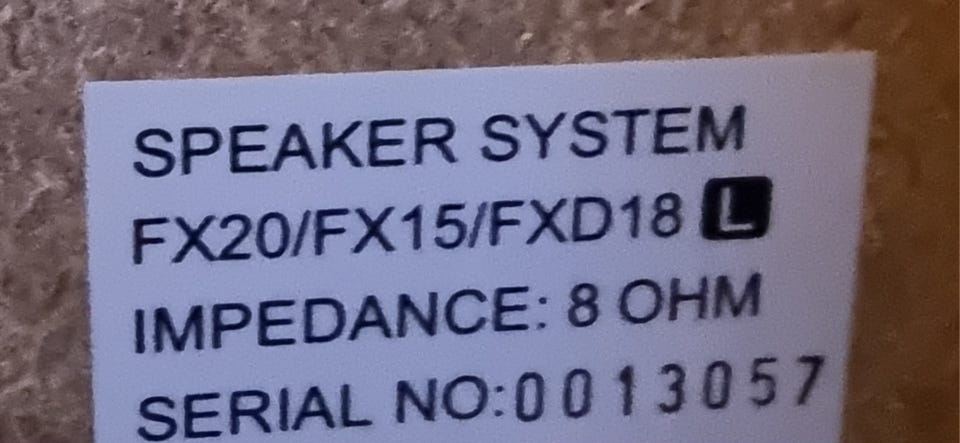 SPEAKER SYSTEM
FX20/FX15/FXD18 L
IMPEDANCE: 8 OHM
SERIAL NO:0013057